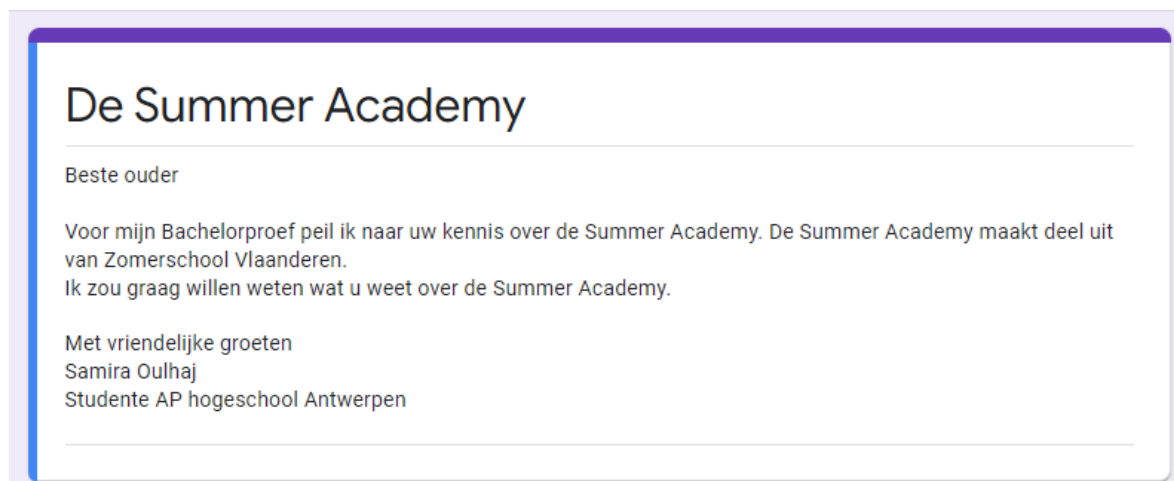 De Summer Academy
Beste ouder
Voor mijn Bachelorproef peil ik naar uw kennis over de Summer Academy. De Summer Academy maakt deel uit
van Zomerschool Vlaanderen.
Ik zou graag willen weten wat u weet over de Summer Academy.
Met vriendelijke groeten
Samira Oulhaj
Studente AP hogeschool Antwerpen